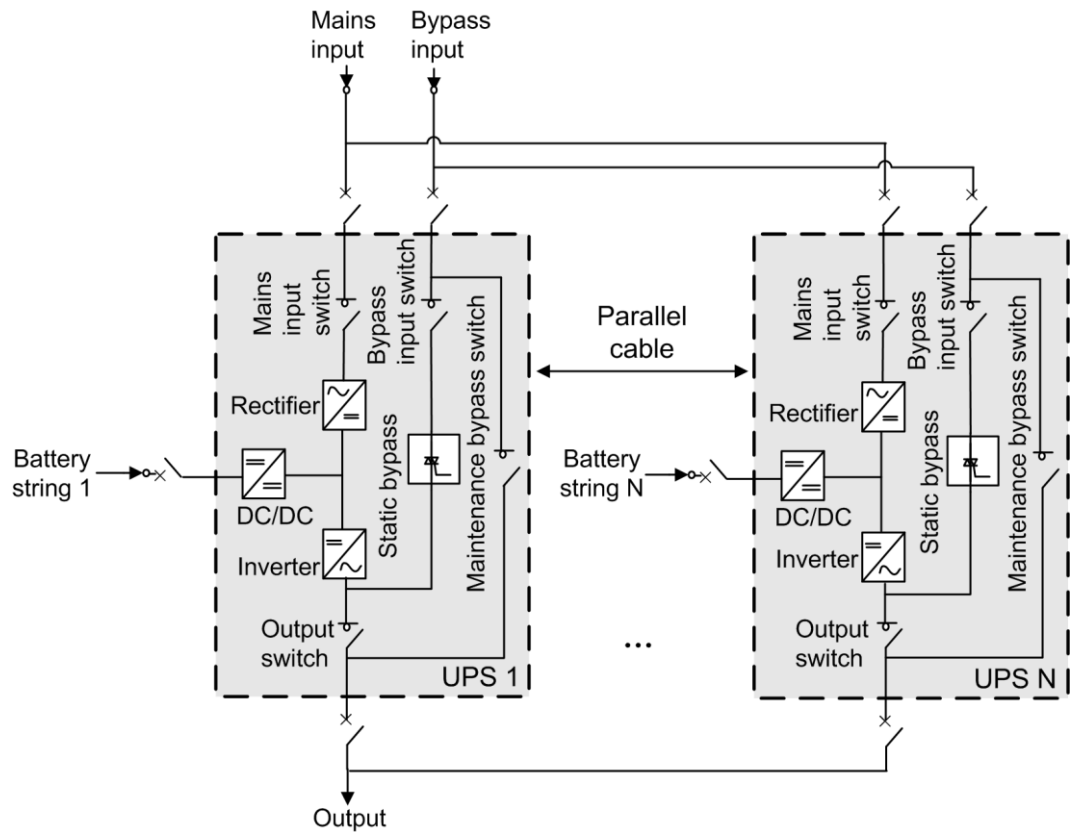 Mains
input
Bypass
input
Mains
input
switch
Bypass
input switch
Maintenance bypass switch
Rectifier
Battery
string 1
DC/DC
Static bypass
Inverter
Output
switch
UPS 1
Parallel
cable
...
Mains
input
switch
Bypass
input switch
Maintenance bypass switch
Rectifier
Battery
string N
DC/DC
Static bypass
Inverter
Output
switch
UPS N
Output